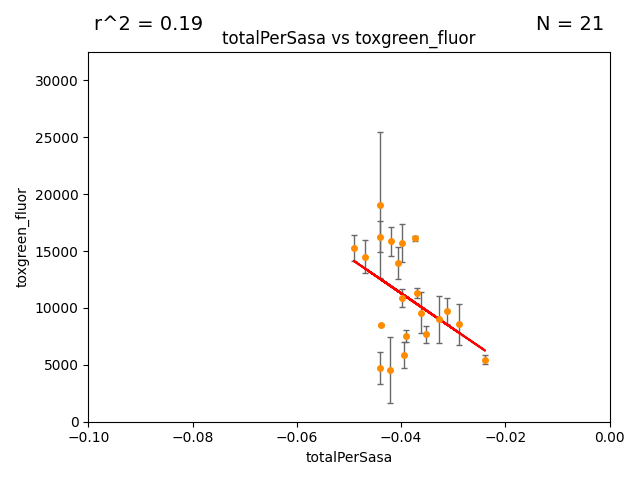 r^2 = 0.19
N = 21
totalPerSasa vs toxgreen_fluor
30000
25000
20000
15000
10000
5000
0
toxgreen_fluor
−0.10
−0.08
−0.06
−0.04
−0.02
0.00
totalPerSasa